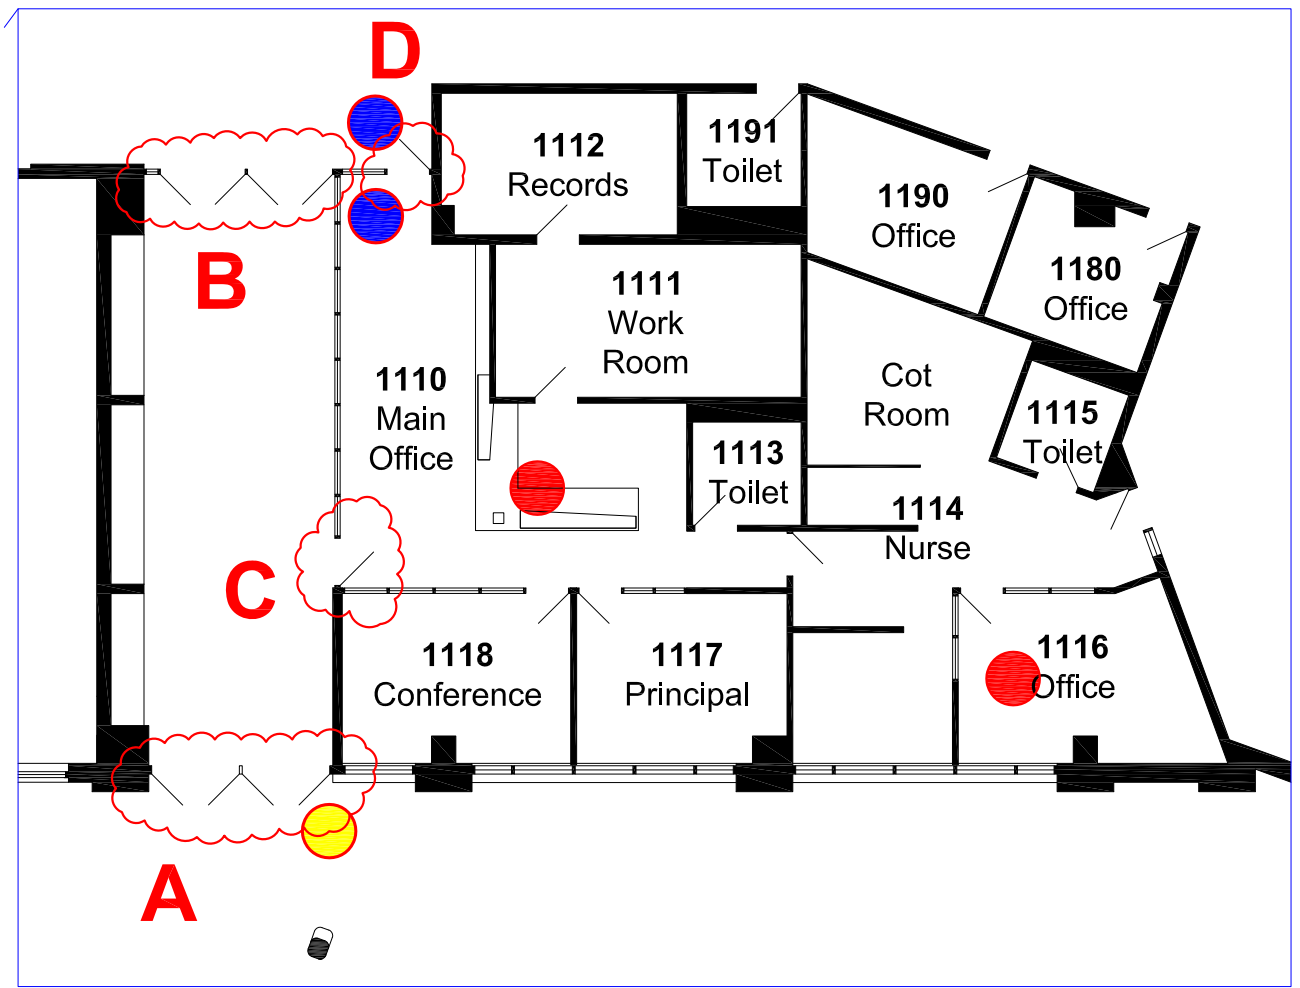 D
1112
Records
1191
Toilet
1190
Office
1180
Office
B
1111
Work
Room
1110
Main
Office
Cot
Room
1115
Toilet
1113
Toilet
1114
Nurse
C
1118
Conference
1117
Principal
1116
Office
A